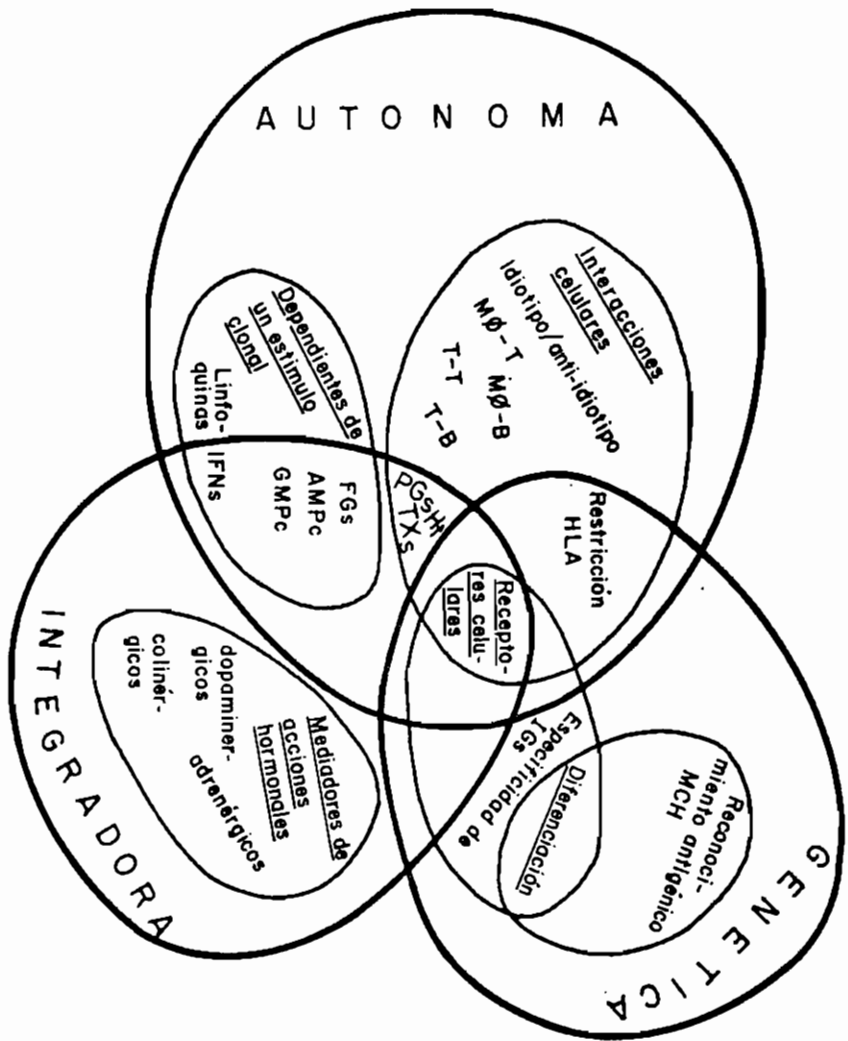 AUTONOMA
Interacciones
celulares
Idiotipo/anti-idiotipo
MØ-T
MØ-B
T-T
T-B
Dependientes de
un estímulo
clonal
Linfo-
quinas
IFNs
FGs
AMPc
GMPc
PGs
TXs
Restricción
HLA
Recepto-
res celu-
lares
INTEGRADORA
Mediadores de
acciones
hormonales
dopaminer-
gicos
colinér-
gicos
adrenérgicos
Especificidad de
IGs
Diferenciación
Reconoci-
miento antigénico
MCH
GENETICA